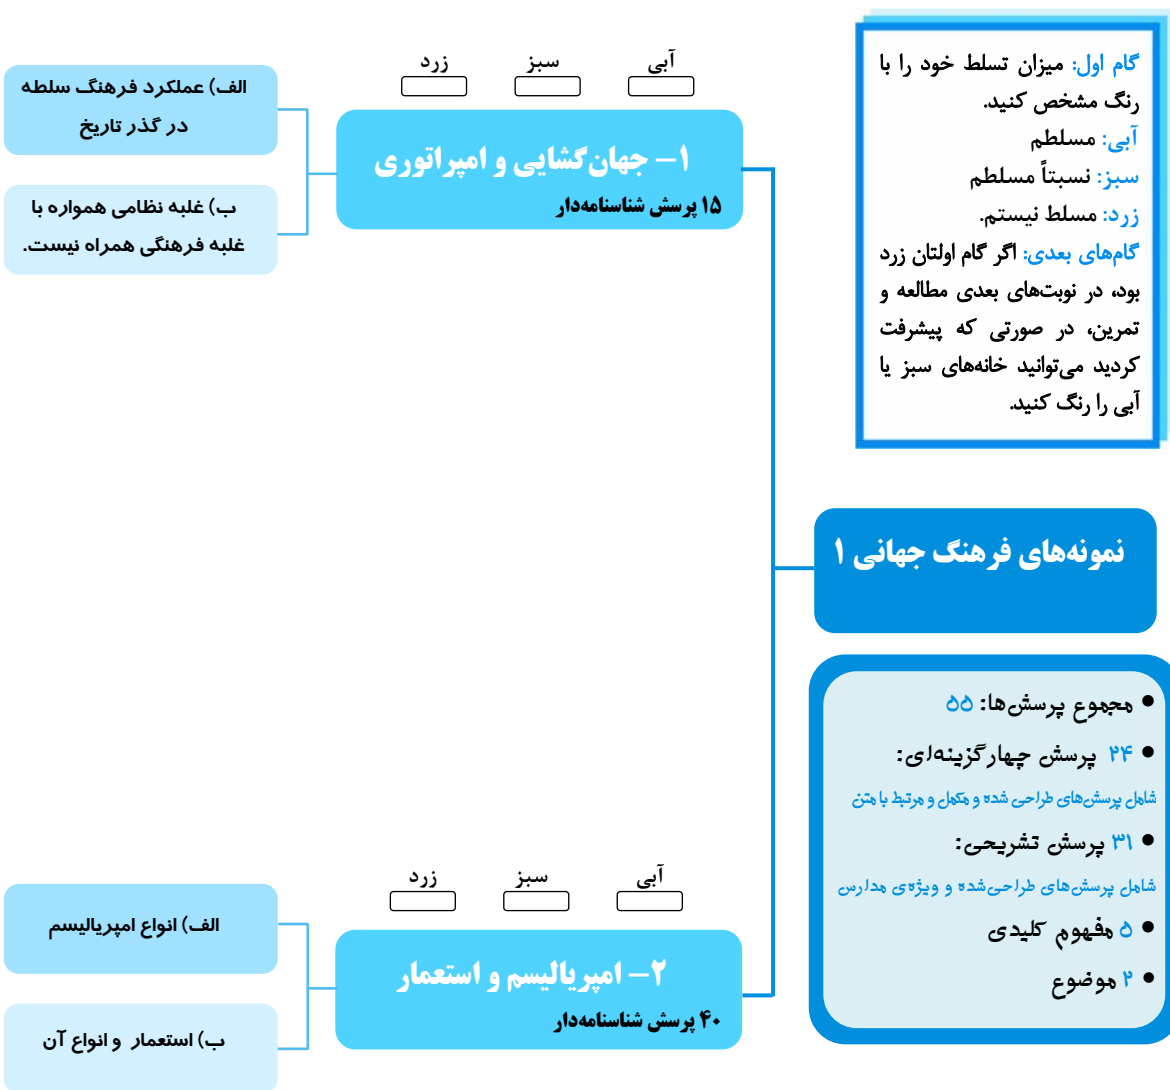 گام اول: میزان تسلط خود را با
رنگ مشخص کنید.
آبی: مسلطم
سبز: نسبتاً مسلطم
زرد: مسلط نیستم.
گام‌های بعدی: اگر گام اولتان زرد
بود، در نوبت‌های بعدی مطالعه و
تمرین، در صورتی که پیشرفت
کردید می‌توانید خانه‌های سبز یا
آبی را رنگ کنید.
نمونه‌های فرهنگ جهانی ۱
• مجموع پرسش‌ها: ۵۵
• ۲۴ پرسش چهارگزینه‌ای:
شامل پرسش‌های طراحی شده و مکمل و مرتبط با متن
• ۳۱ پرسش تشریحی:
شامل پرسش‌های طراحی‌شده و ویژه‌ی مدارس
• ۵ مفهوم کلیدی
• ۲ موضوع
آبی سبز زرد
۱- جهان‌گشایی و امپراتوری
۱۵ پرسش شناسنامه‌دار
الف) عملکرد فرهنگ سلطه
در گذر تاریخ
ب) غلبه نظامی همواره با
غلبه فرهنگی همراه نیست.
آبی سبز زرد
۲- امپریالیسم و استعمار
۴۰ پرسش شناسنامه‌دار
الف) انواع امپریالیسم
ب) استعمار و انواع آن